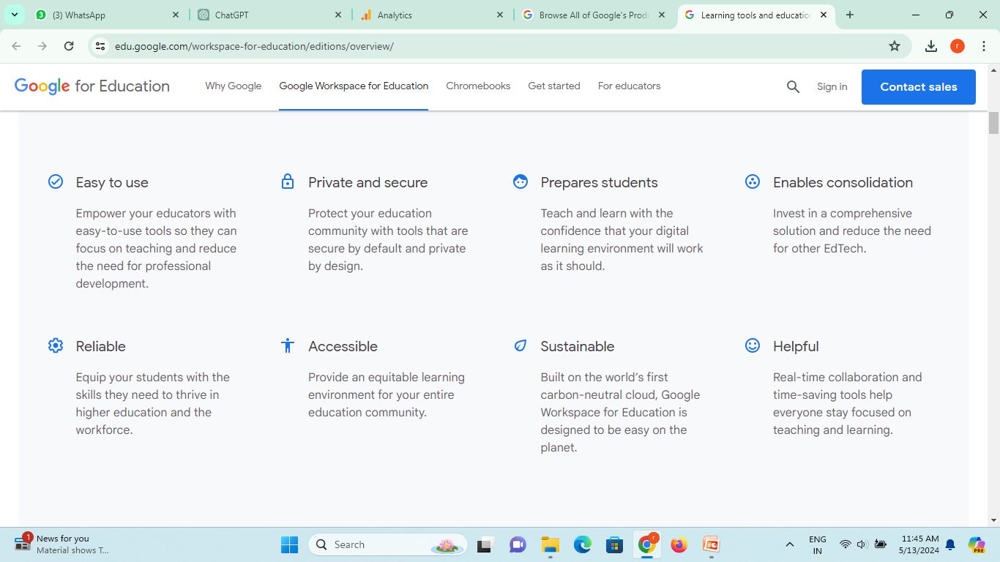 3
(3) WhatsApp
ChatGPT
Analytics
Browse All of Google's Prod
Learning tools and educatio
edu.google.com/workspace-for-education/editions/overview/
r
Google for Education
Why Google
Google Workspace for Education
Chromebooks
Get started
For educators
Sign in
Contact sales
Easy to use
Empower your educators with
easy-to-use tools so they can
focus on teaching and reduce
the need for professional
development.
Private and secure
Protect your education
community with tools that are
secure by default and private
by design.
Prepares students
Teach and learn with the
confidence that your digital
learning environment will work
as it should.
Enables consolidation
Invest in a comprehensive
solution and reduce the need
for other EdTech.
Reliable
Equip your students with the
skills they need to thrive in
higher education and the
workforce.
Accessible
Provide an equitable learning
environment for your entire
education community.
Sustainable
Built on the world’s first
carbon-neutral cloud, Google
Workspace for Education is
designed to be easy on the
planet.
Helpful
Real-time collaboration and
time-saving tools help
everyone stay focused on
teaching and learning.
1
News for you
Material shows T...
Search
r
ENG
IN
11:45 AM
5/13/2024
PRE